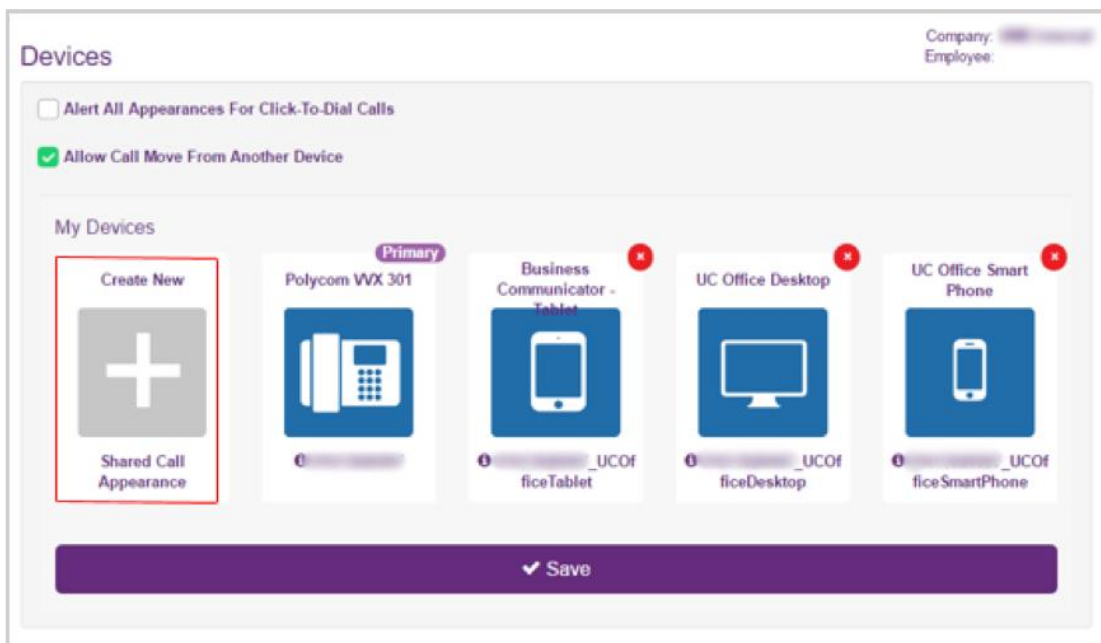 Company:
Devices
Employee:
Alert All Appearances For Click-To-Dial Calls
Allow Call Move From Another Device
My Devices
Create New
Shared Call
Appearance
Primary
Polycom VVX 301
Business
Communicator -
Tablet
_UCOf
ficeTablet
UC Office Desktop
_UCOf
ficeDesktop
UC Office Smart
Phone
_UCOf
ficeSmartPhone
Save